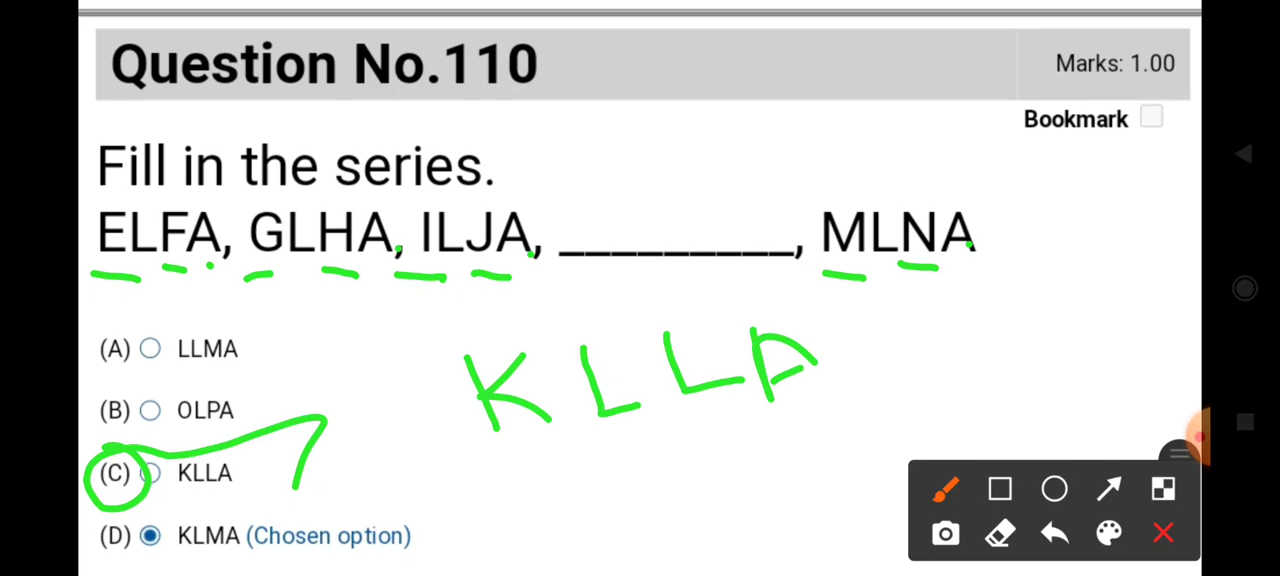 Question No.110
Marks: 1.00
Bookmark
Fill in the series.
ELFA, GLHA, ILJA, __________, MLNA
(A) LLMA
KLLA
(B) OLPA
(C) KLLA
(D) KLMA (Chosen option)